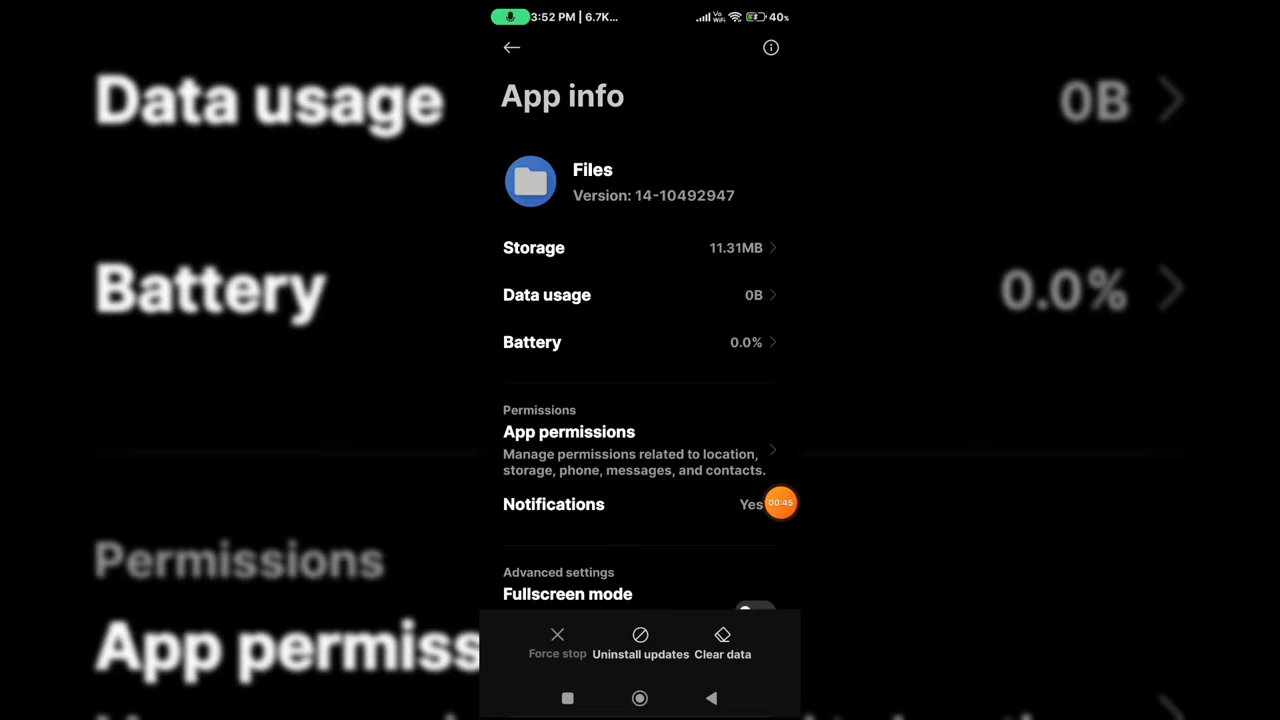 3:52 PM | 6.7K... Vo WiFi 40%
App info
Files
Version: 14-10492947
Storage 11.31MB
Data usage 0B
Battery 0.0%
Permissions
App permissions
Manage permissions related to location,
storage, phone, messages, and contacts.
Notifications Yes
00:45
Advanced settings
Fullscreen mode
Force stop Uninstall updates Clear data
Data usage 0B
Battery 0.0%
Permissions
App permiss